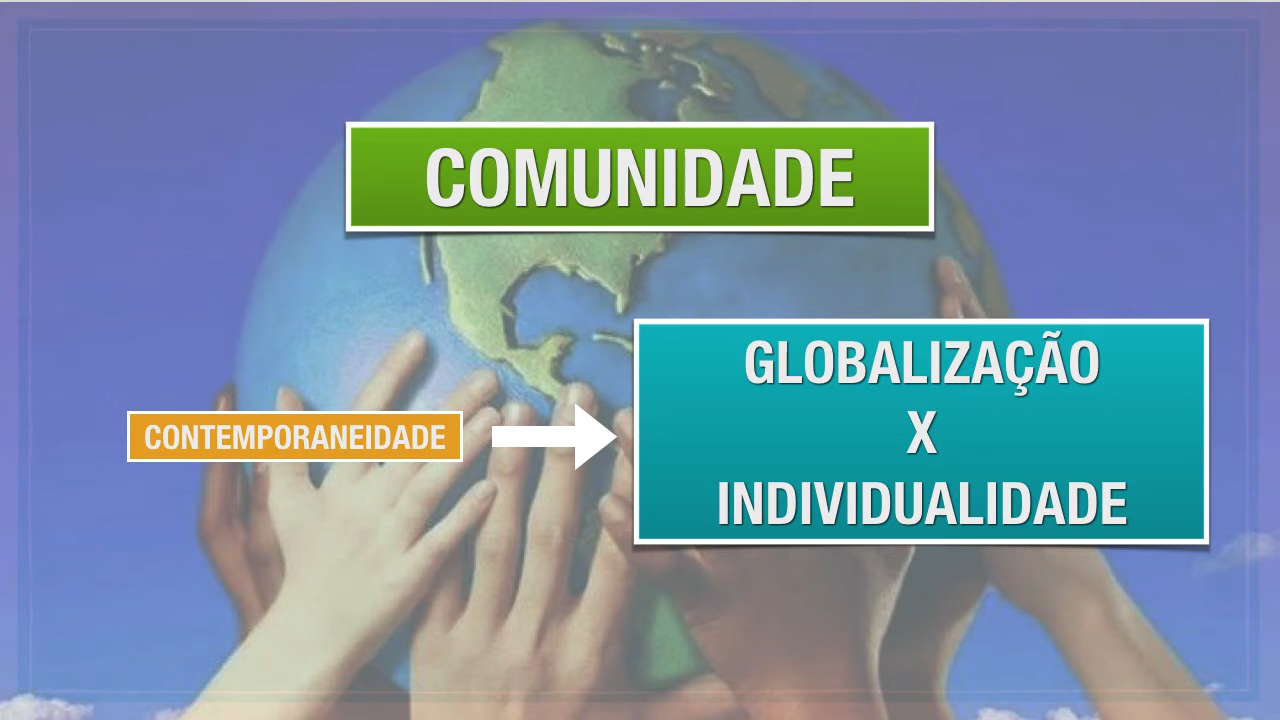 COMUNIDADE
CONTEMPORANEIDADE
GLOBALIZAÇÃO
X
INDIVIDUALIDADE